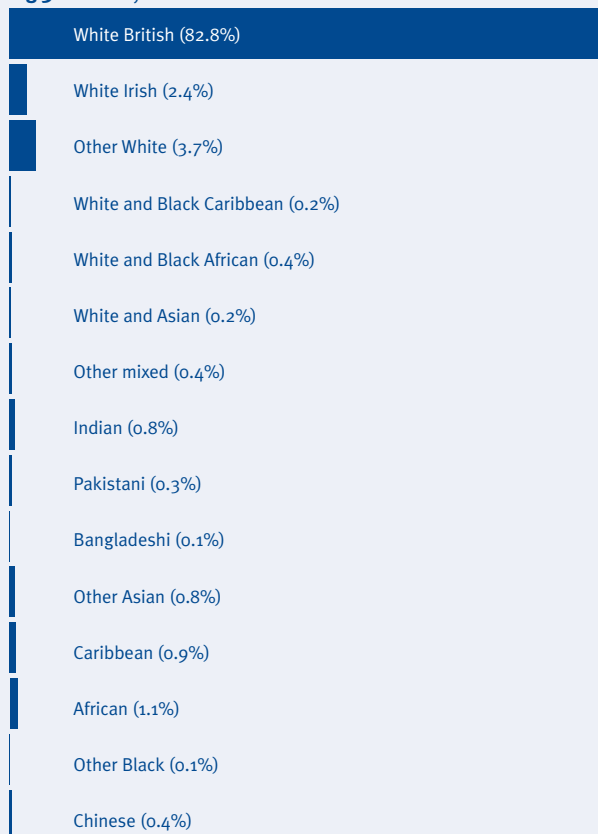 White British (82.8%)
White Irish (2.4%)
Other White (3.7%)
White and Black Caribbean (0.2%)
White and Black African (0.4%)
White and Asian (0.2%)
Other mixed (0.4%)
Indian (0.8%)
Pakistani (0.3%)
Bangladeshi (0.1%)
Other Asian (0.8%)
Caribbean (0.9%)
African (1.1%)
Other Black (0.1%)
Chinese (0.4%)